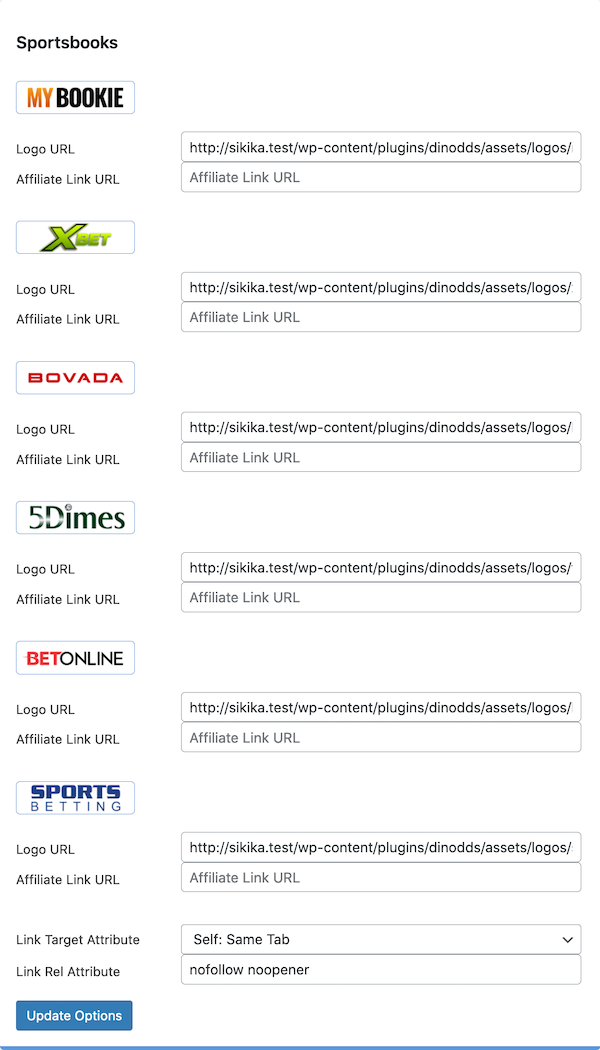 Sportsbooks
MYBOOKIE
Logo URL http://sikika.test/wp-content/plugins/dinodds/assets/logos/
Affiliate Link URL Affiliate Link URL
XBET
Logo URL http://sikika.test/wp-content/plugins/dinodds/assets/logos/
Affiliate Link URL Affiliate Link URL
BOVADA
Logo URL http://sikika.test/wp-content/plugins/dinodds/assets/logos/
Affiliate Link URL Affiliate Link URL
5Dimes
Logo URL http://sikika.test/wp-content/plugins/dinodds/assets/logos/
Affiliate Link URL Affiliate Link URL
BETONLINE
Logo URL http://sikika.test/wp-content/plugins/dinodds/assets/logos/
Affiliate Link URL Affiliate Link URL
SPORTS
BETTING
Logo URL http://sikika.test/wp-content/plugins/dinodds/assets/logos/
Affiliate Link URL Affiliate Link URL
Link Target Attribute Self: Same Tab
Link Rel Attribute nofollow noopener
Update Options